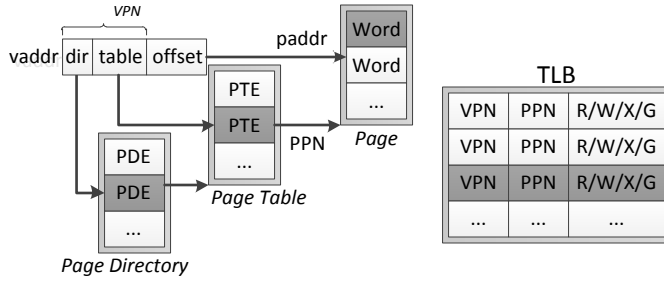 VPN
vaddr dir table offset
paddr
Word
Word
...
Page
PTE
PTE
...
PPN
Page Table
PDE
PDE
...
Page Directory
TLB
VPN PPN R/W/X/G
VPN PPN R/W/X/G
VPN PPN R/W/X/G
... ... ...